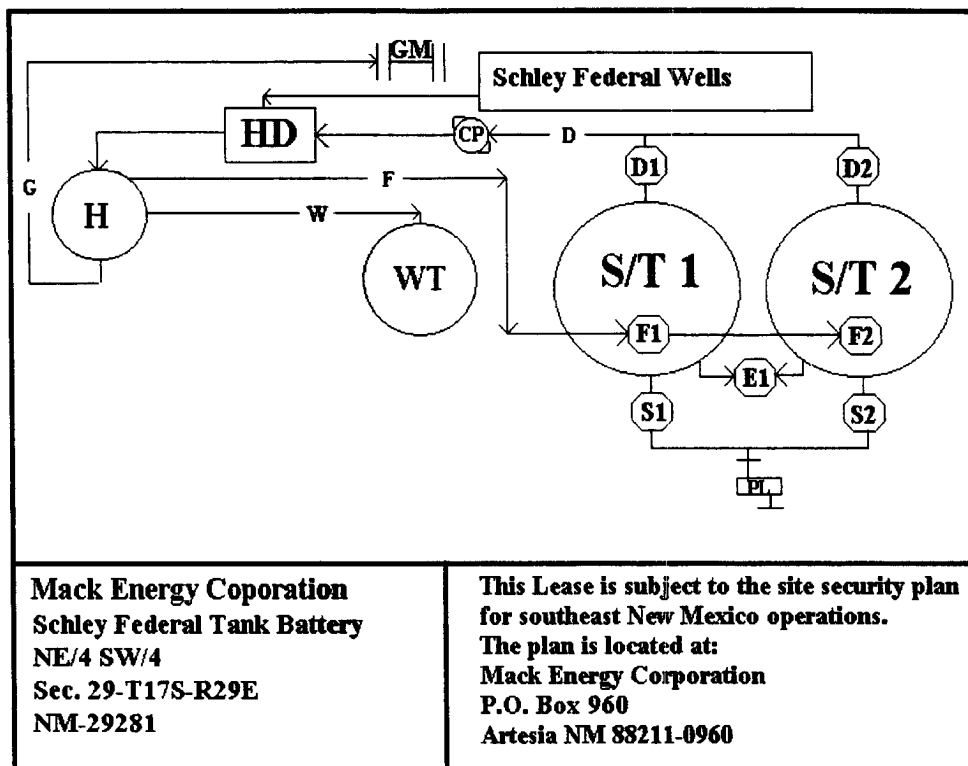 GM
Schley Federal Wells
HD
CP
D
D1
D2
G
F
H
W
WT
S/T 1
S/T 2
F1
F2
E1
S1
S2
PL
Mack Energy Coporation
Schley Federal Tank Battery
NE/4 SW/4
Sec. 29-T17S-R29E
NM-29281
This Lease is subject to the site security plan
for southeast New Mexico operations.
The plan is located at:
Mack Energy Corporation
P.O. Box 960
Artesia NM 88211-0960